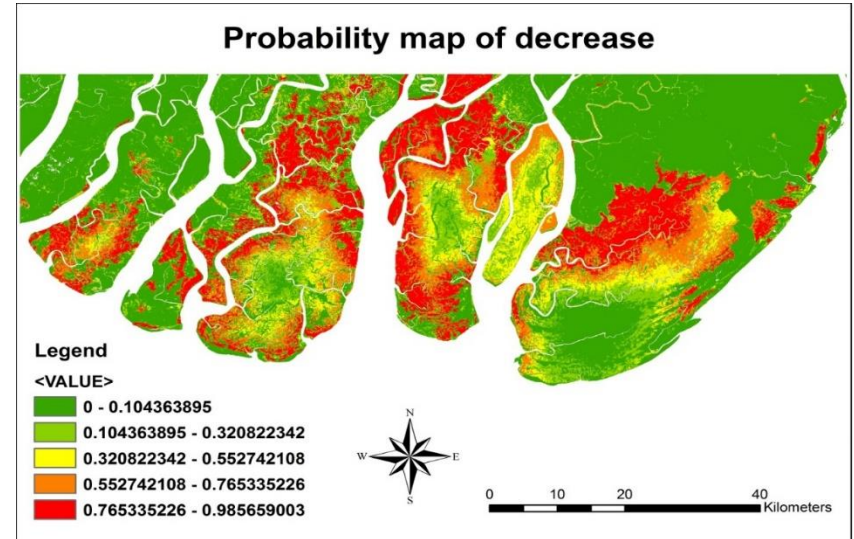 Probability map of decrease
Legend
<VALUE>
0 - 0.104363895
0.104363895 - 0.320822342
0.320822342 - 0.552742108
0.552742108 - 0.765335226
0.765335226 - 0.985659003
N
W E
S
0 10 20 40
Kilometers